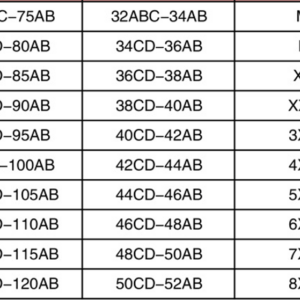 C–75AB 32ABC–34AB
D–80AB 34CD–36AB
D–85AB 36CD–38AB X
D–90AB 38CD–40AB XX
D–95AB 40CD–42AB 3X
–100AB 42CD–44AB 4X
D–105AB 44CD–46AB 5X
D–110AB 46CD–48AB 6X
D–115AB 48CD–50AB 7X
D–120AB 50CD–52AB 8X